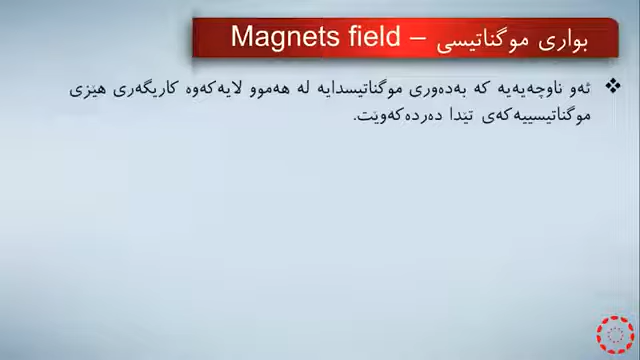 بواری موگناتیسی – Magnets field
❖ ئەو ناوچەیەیە کە بەدەوری موگناتیسدایە لە هەموو لایەکەوە کاریگەری هێزی
موگناتیسییەکەی تێدا دەردەکەوێت.